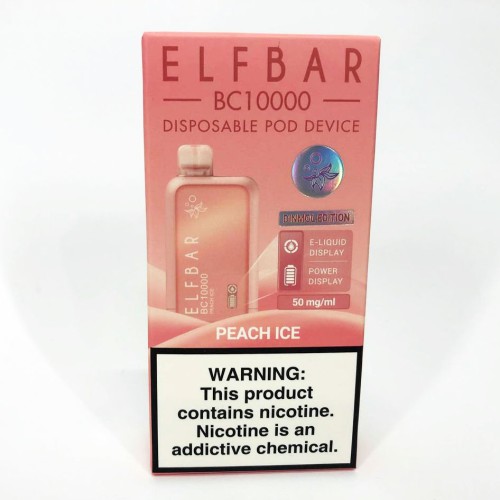 ELFBAR
BC10000
DISPOSABLE POD DEVICE
EDITION
E-LIQUID
DISPLAY
POWER
DISPLAY
50 mg/ml
ELFBAR
BC10000
PEACH ICE
WARNING:
This product
contains nicotine.
Nicotine is an
addictive chemical.